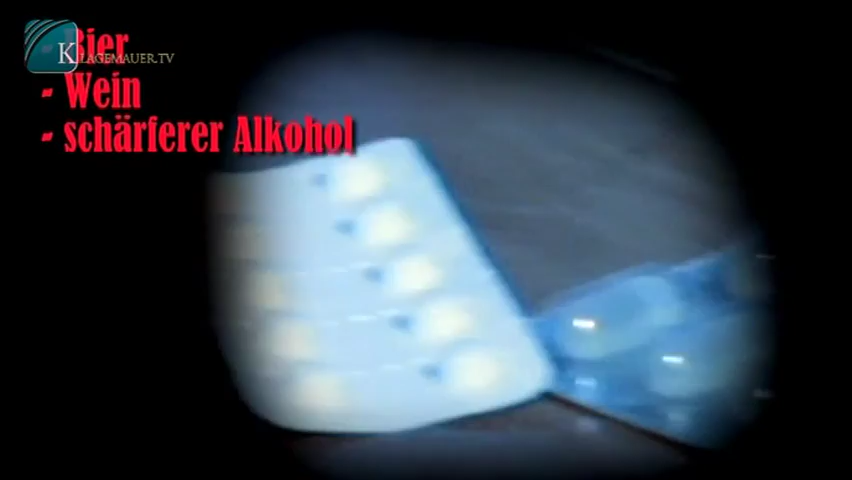 - Bier
KLAGEMAUER.TV
- Wein
- schärferer Alkohol